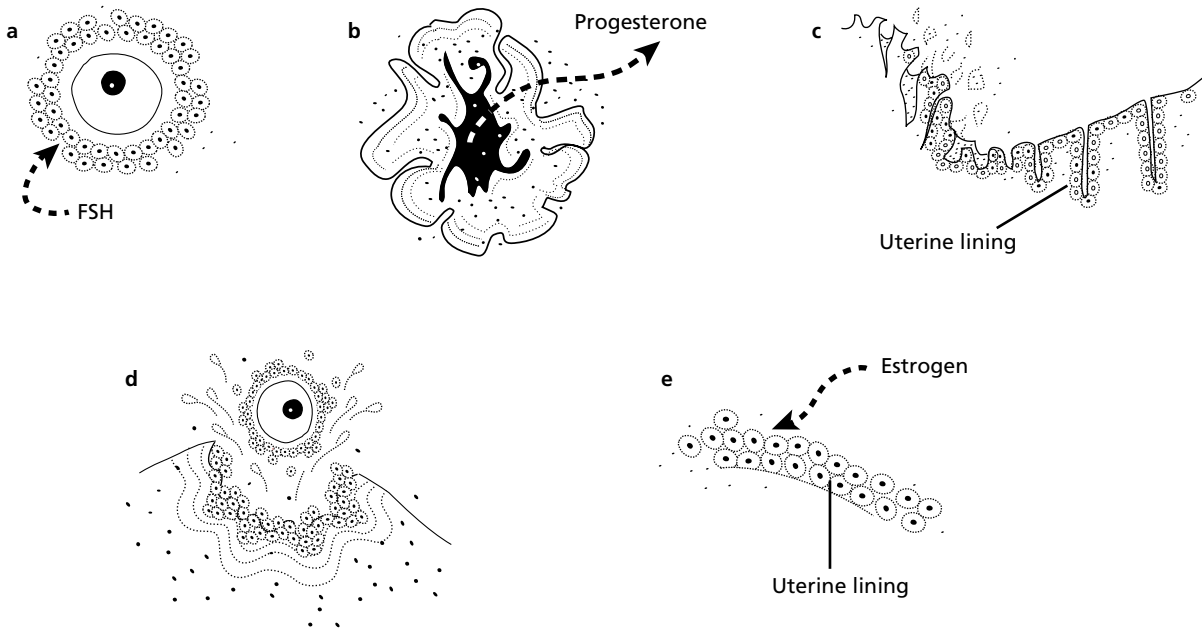 a
FSH
b
Progesterone
c
Uterine lining
d
e
Estrogen
Uterine lining